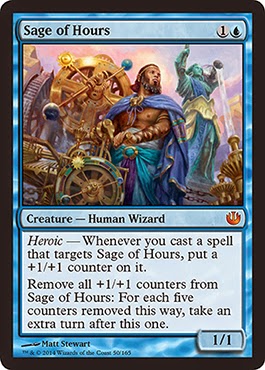 Sage of Hours 1
Creature — Human Wizard
Heroic — Whenever you cast a spell
that targets Sage of Hours, put a
+1/+1 counter on it.
Remove all +1/+1 counters from
Sage of Hours: For each five
counters removed this way, take an
extra turn after this one.
Matt Stewart
™ & © 2014 Wizards of the Coast 50/165
1/1